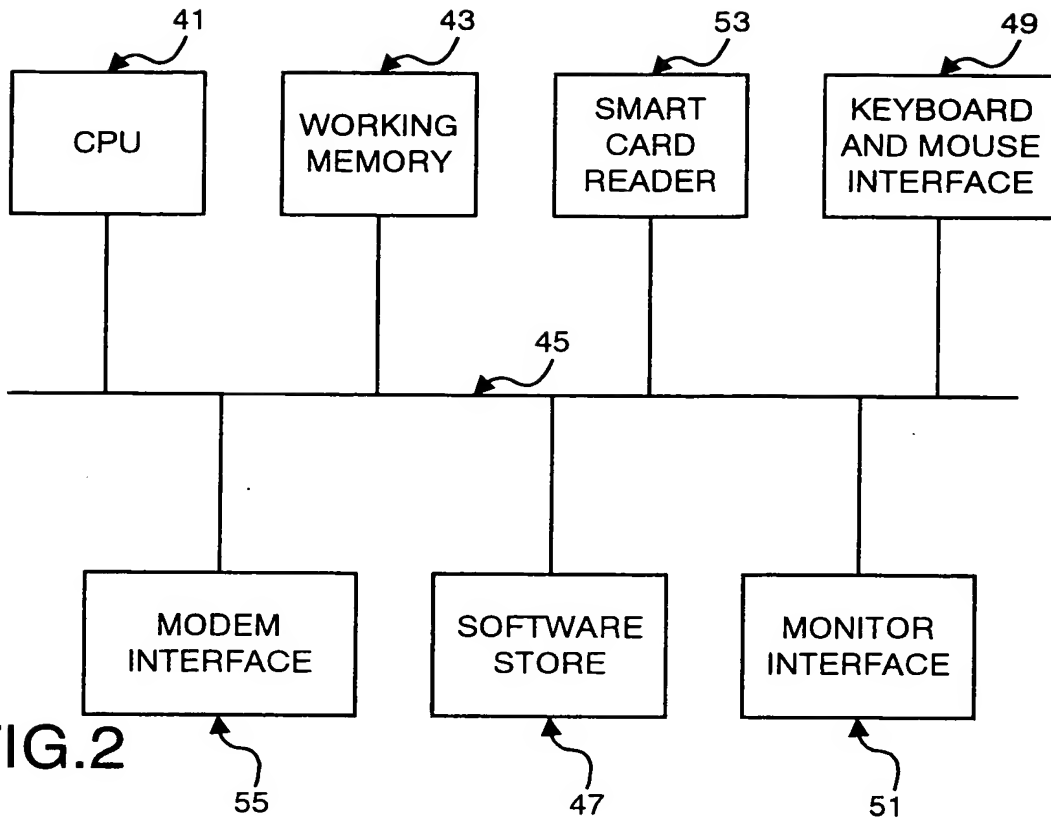 41
43
53
49
CPU
WORKING
MEMORY
SMART
CARD
READER
KEYBOARD
AND MOUSE
INTERFACE
45
MODEM
INTERFACE
SOFTWARE
STORE
MONITOR
INTERFACE
FIG.2
55
47
51